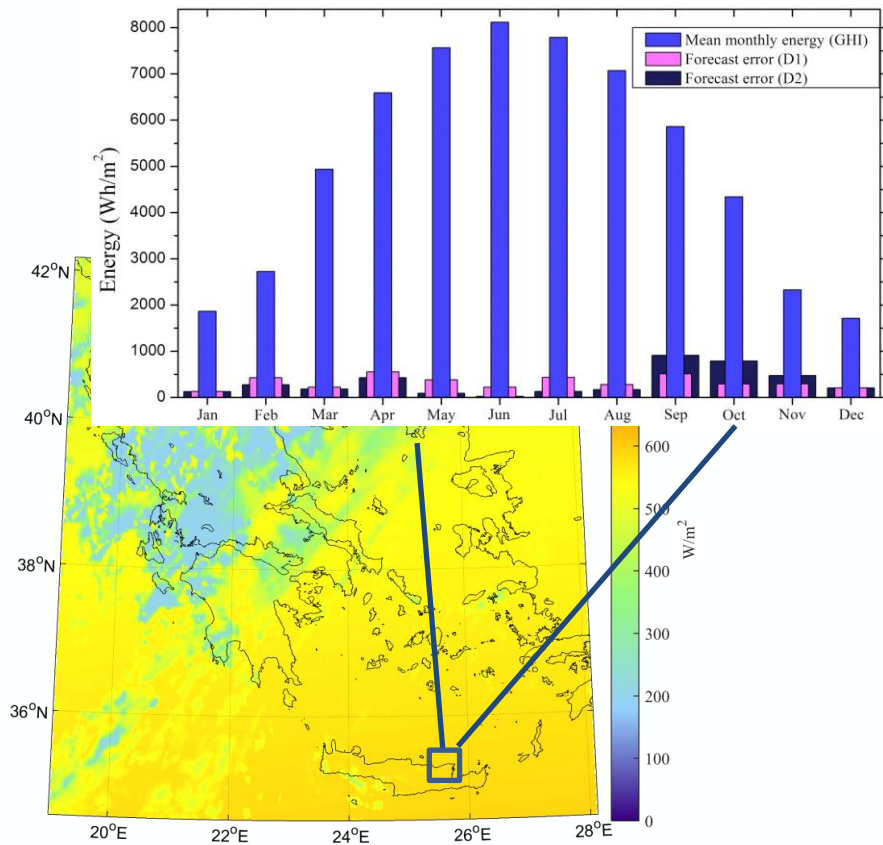 8000
7000
6000
5000
4000
3000
2000
1000
0
Energy (Wh/m²)
Mean monthly energy (GHI)
Forecast error (D1)
Forecast error (D2)
Jan Feb Mar Apr May Jun Jul Aug Sep Oct Nov Dec
42°N
40°N
38°N
36°N
20°E 22°E 24°E 26°E 28°E
600
500
400
300
200
100
0
W/m²